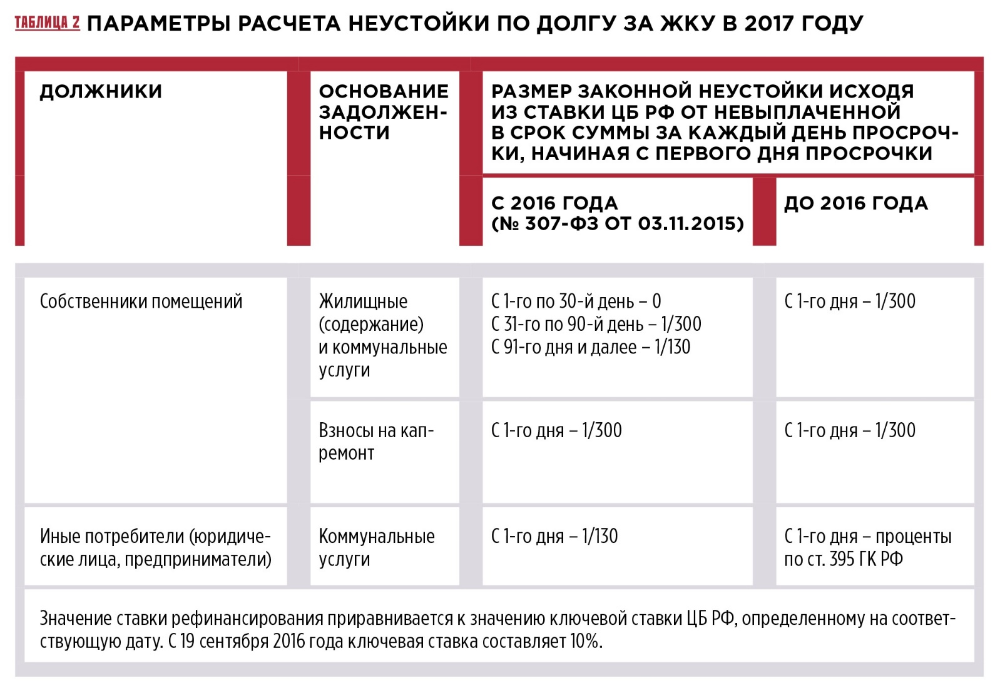 ТАБЛИЦА 2 ПАРАМЕТРЫ РАСЧЕТА НЕУСТОЙКИ ПО ДОЛГУ ЗА ЖКУ В 2017 ГОДУ
ДОЛЖНИКИ
ОСНОВАНИЕ
ЗАДОЛЖЕН-
НОСТИ
РАЗМЕР ЗАКОННОЙ НЕУСТОЙКИ ИСХОДЯ
ИЗ СТАВКИ ЦБ РФ ОТ НЕВЫПЛАЧЕННОЙ
В СРОК СУММЫ ЗА КАЖДЫЙ ДЕНЬ ПРОСРОЧ-
КИ, НАЧИНАЯ С ПЕРВОГО ДНЯ ПРОСРОЧКИ
С 2016 ГОДА
(№ 307-ФЗ ОТ 03.11.2015)
ДО 2016 ГОДА
Собственники помещений
Жилищные
(содержание)
и коммунальные
услуги
С 1-го по 30-й день – 0
С 31-го по 90-й день – 1/300
С 91-го дня и далее – 1/130
С 1-го дня – 1/300
Взносы на кап-
ремонт
С 1-го дня – 1/300
С 1-го дня – 1/300
Иные потребители (юридиче-
ские лица, предприниматели)
Коммунальные
услуги
С 1-го дня – 1/130
С 1-го дня – проценты
по ст. 395 ГК РФ
Значение ставки рефинансирования приравнивается к значению ключевой ставки ЦБ РФ, определенному на соответ-
ствующую дату. С 19 сентября 2016 года ключевая ставка составляет 10%.